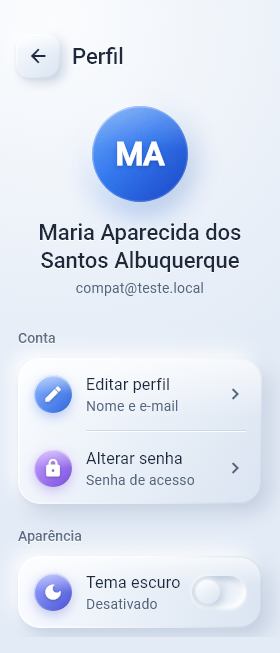 Perfil
MA
Maria Aparecida dos
Santos Albuquerque
compat@teste.local
Conta
Editar perfil
Nome e e-mail
Alterar senha
Senha de acesso
Aparência
Tema escuro
Desativado